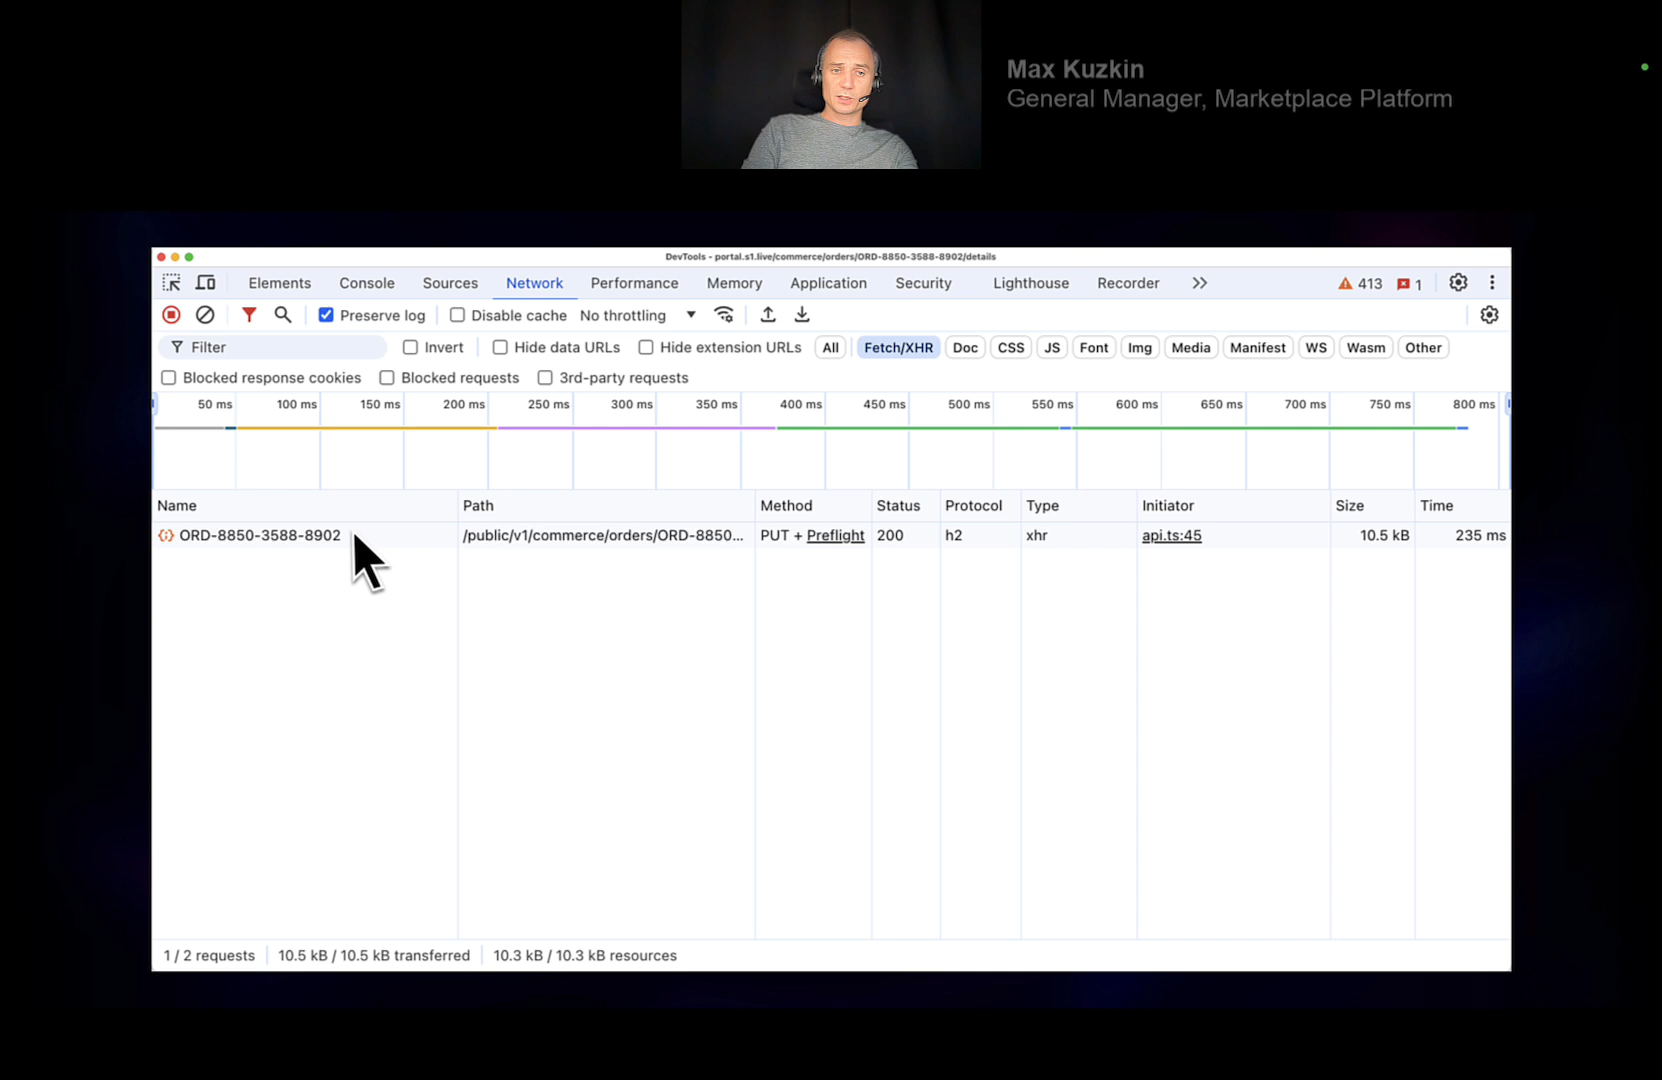 Max Kuzkin
General Manager, Marketplace Platform
DevTools - portal.s1.live/commerce/orders/ORD-8850-3588-8902/details
Elements Console Sources Network Performance Memory Application Security Lighthouse Recorder 413 1
Preserve log Disable cache No throttling
Filter Invert Hide data URLs Hide extension URLs All Fetch/XHR Doc CSS JS Font Img Media Manifest WS Wasm Other
Blocked response cookies Blocked requests 3rd-party requests
50 ms 100 ms 150 ms 200 ms 250 ms 300 ms 350 ms 400 ms 450 ms 500 ms 550 ms 600 ms 650 ms 700 ms 750 ms 800 ms
Name Path Method Status Protocol Type Initiator Size Time
ORD-8850-3588-8902 /public/v1/commerce/orders/ORD-8850... PUT + Preflight 200 h2 xhr api.ts:45 10.5 kB 235 ms
1 / 2 requests 10.5 kB / 10.5 kB transferred 10.3 kB / 10.3 kB resources